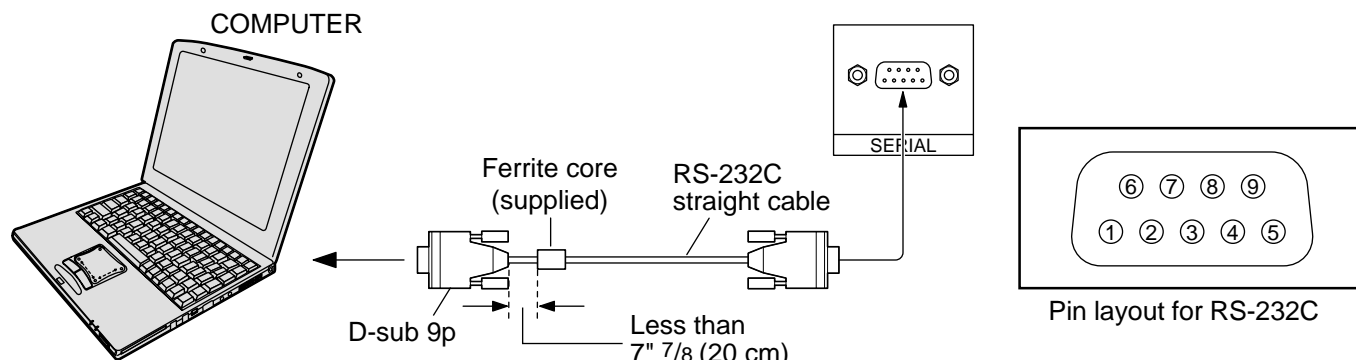 COMPUTER
SERIAL
Ferrite core
(supplied)
RS-232C
straight cable
D-sub 9p
Less than
7" 7/8 (20 cm)
6 7 8 9
1 2 3 4 5
Pin layout for RS-232C